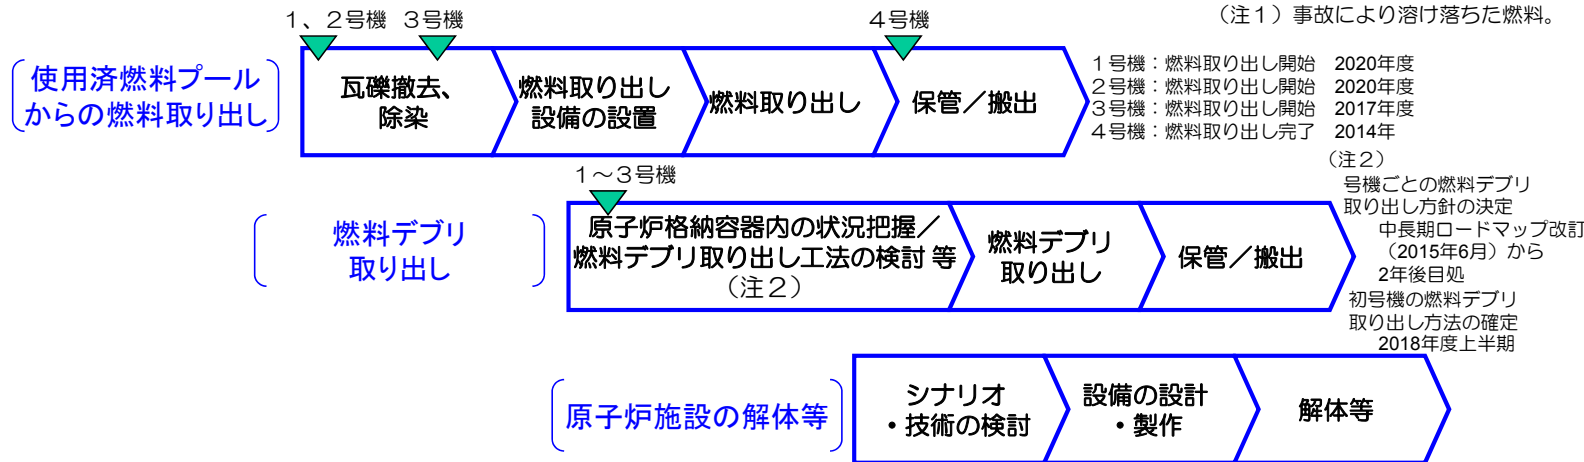 （注１）事故により溶け落ちた燃料。
１、２号機 ３号機
４号機
使用済燃料プール
からの燃料取り出し
瓦礫撤去、
除染
燃料取り出し
設備の設置
燃料取り出し
保管／搬出
１号機：燃料取り出し開始 2020年度
２号機：燃料取り出し開始 2020年度
３号機：燃料取り出し開始 2017年度
４号機：燃料取り出し完了 2014年
１～３号機
燃料デブリ
取り出し
原子炉格納容器内の状況把握／
燃料デブリ取り出し工法の検討 等
（注２）
燃料デブリ
取り出し
保管／搬出
（注２）
号機ごとの燃料デブリ
取り出し方針の決定
中長期ロードマップ改訂
（2015年6月）から
2年後目処
初号機の燃料デブリ
取り出し方法の確定
2018年度上半期
原子炉施設の解体等
シナリオ
・技術の検討
設備の設計
・製作
解体等